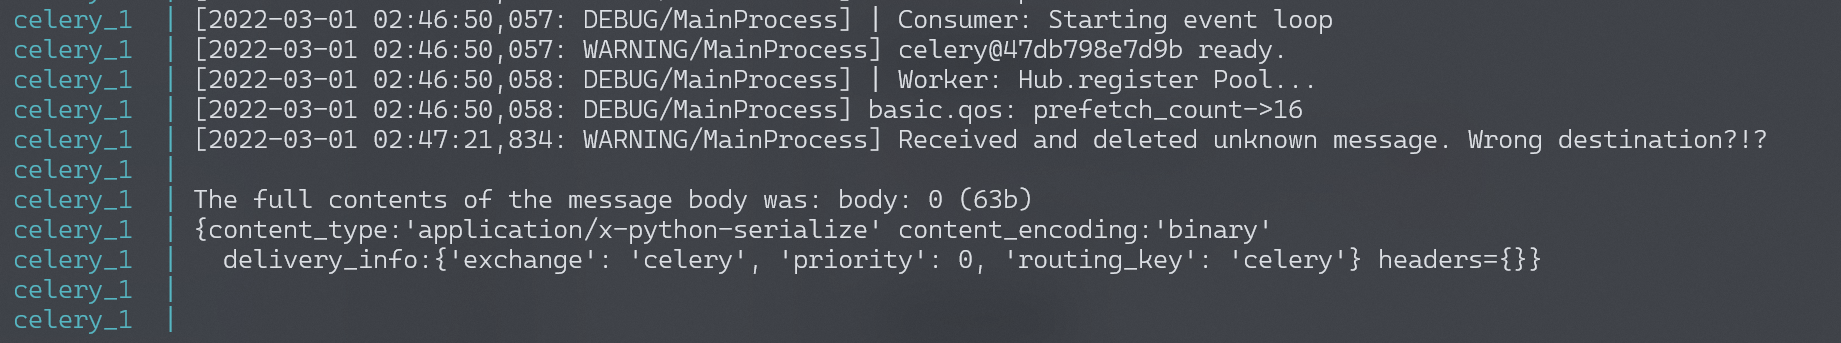 celery_1  | [2022-03-01 02:46:50,057: DEBUG/MainProcess] | Consumer: Starting event loop
celery_1  | [2022-03-01 02:46:50,057: WARNING/MainProcess] celery@47db798e7d9b ready.
celery_1  | [2022-03-01 02:46:50,058: DEBUG/MainProcess] | Worker: Hub.register Pool...
celery_1  | [2022-03-01 02:46:50,058: DEBUG/MainProcess] basic.qos: prefetch_count->16
celery_1  | [2022-03-01 02:47:21,834: WARNING/MainProcess] Received and deleted unknown message. Wrong destination?!?
celery_1  |
celery_1  | The full contents of the message body was: body: 0 (63b)
celery_1  | {content_type:'application/x-python-serialize' content_encoding:'binary'
celery_1  |   delivery_info:{'exchange': 'celery', 'priority': 0, 'routing_key': 'celery'} headers={}}
celery_1  |
celery_1  |